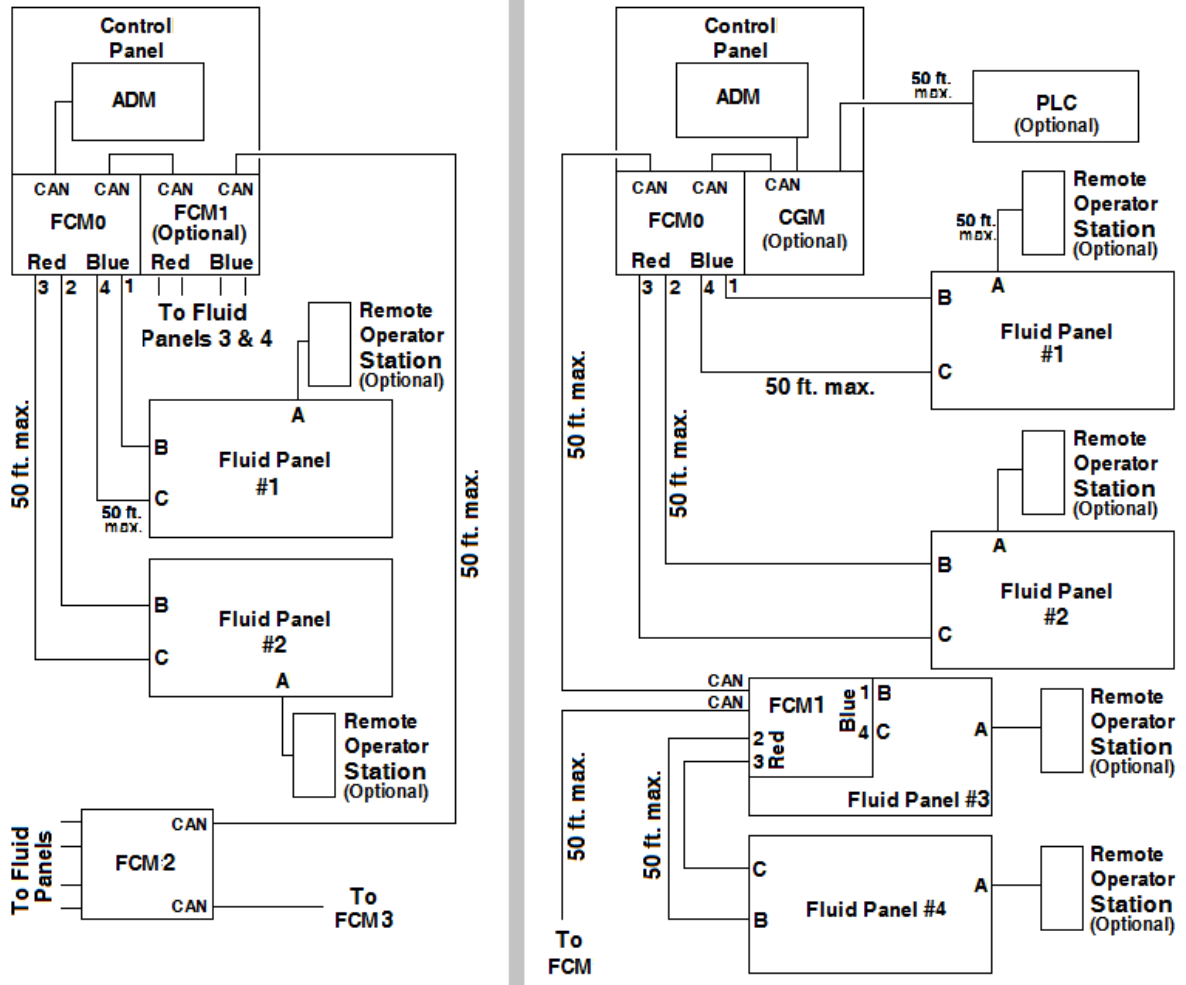 Control
Panel
ADM
CAN CAN CAN CAN
FCM0
FCM1
(Optional)
Red Blue Red Blue
3 2 4 1
To Fluid
Panels 3 & 4
Remote
Operator
Station
(Optional)
50 ft. max.
A
B
Fluid Panel
#1
C
50 ft.
max.
50 ft. max.
B
Fluid Panel
#2
C
A
Remote
Operator
Station
(Optional)
To Fluid
Panels
CAN
FCM2
CAN
To
FCM3
Control
Panel
ADM
50 ft.
max.
PLC
(Optional)
CAN CAN CAN
FCM0
CGM
(Optional)
Red Blue
3 2 4 1
Remote
Operator
Station
(Optional)
50 ft.
max.
A
B
Fluid Panel
#1
C
50 ft. max.
50 ft. max.
50 ft. max.
Remote
Operator
Station
(Optional)
A
B
Fluid Panel
#2
C
CAN
CAN
FCM1
Blue
1 B
4 C
2
3
Red
A
Fluid Panel #3
Remote
Operator
Station
(Optional)
50 ft. max.
50 ft. max.
C
B
Fluid Panel #4
A
Remote
Operator
Station
(Optional)
To
FCM